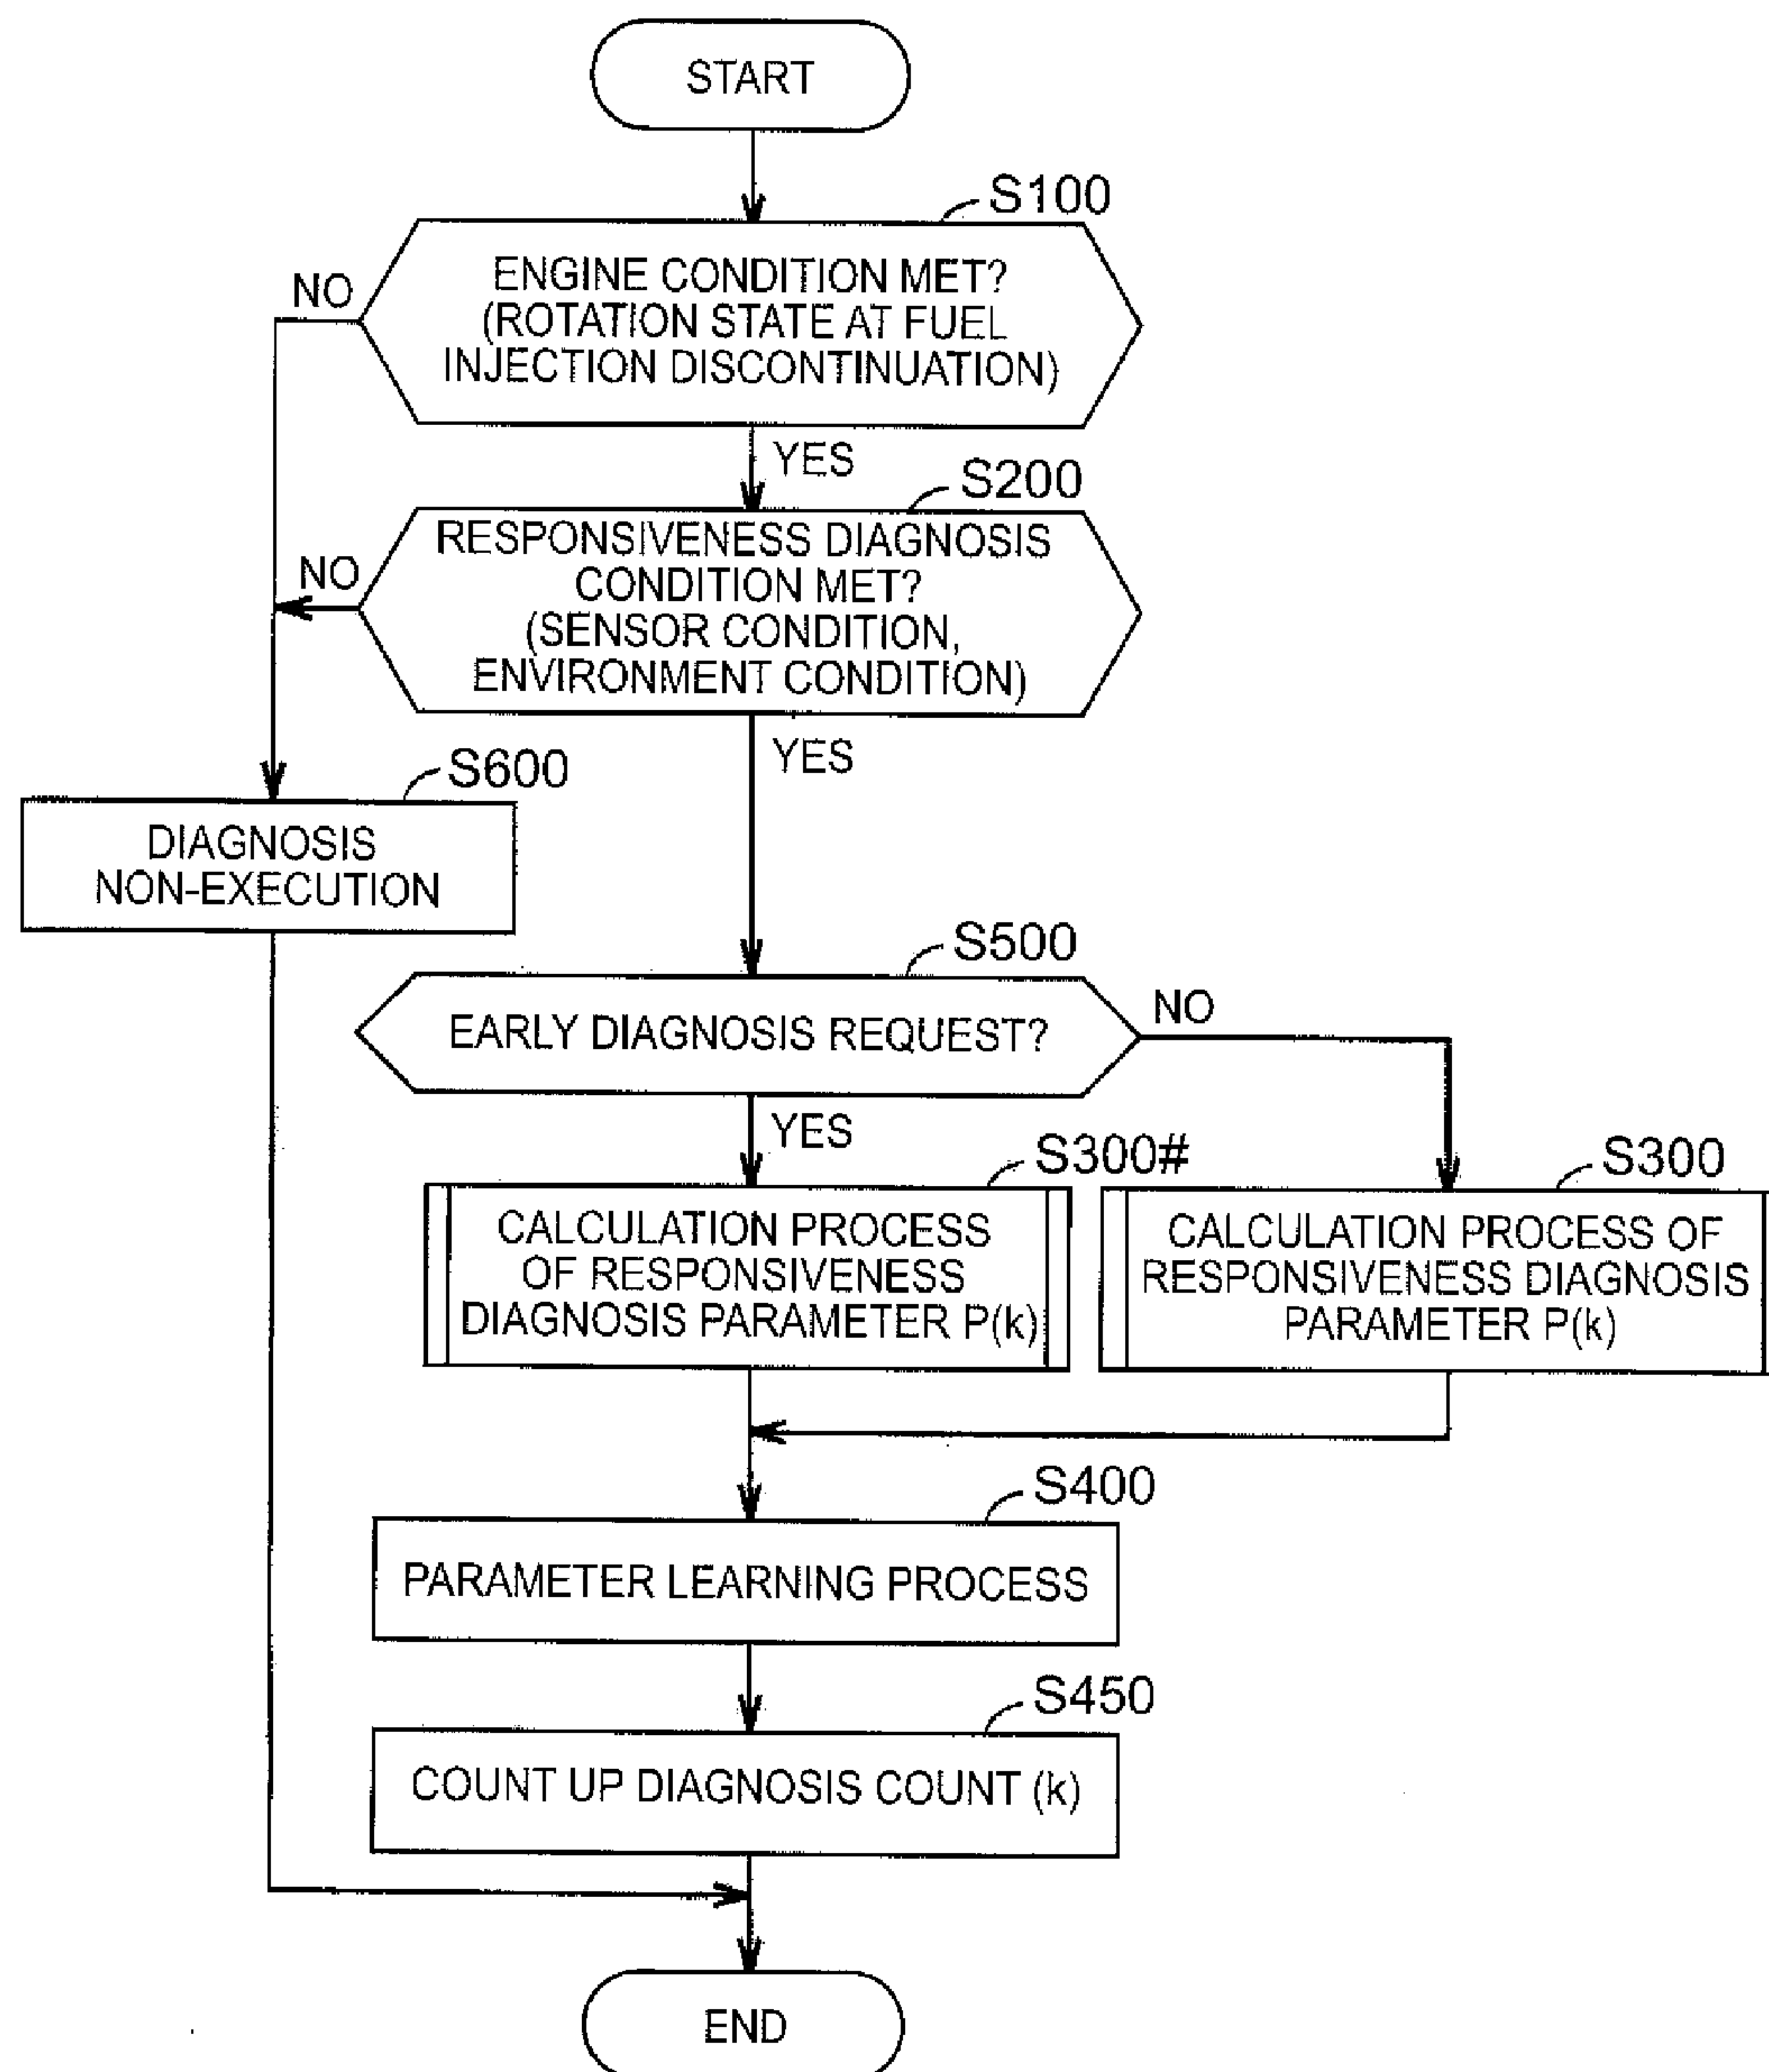 START
S100
ENGINE CONDITION MET?
(ROTATION STATE AT FUEL
INJECTION DISCONTINUATION)
NO
YES
S200
RESPONSIVENESS DIAGNOSIS
CONDITION MET?
(SENSOR CONDITION,
ENVIRONMENT CONDITION)
NO
YES
S600
DIAGNOSIS
NON-EXECUTION
S500
EARLY DIAGNOSIS REQUEST?
NO
YES
S300#
CALCULATION PROCESS
OF RESPONSIVENESS
DIAGNOSIS PARAMETER P(k)
S300
CALCULATION PROCESS OF
RESPONSIVENESS DIAGNOSIS
PARAMETER P(k)
S400
PARAMETER LEARNING PROCESS
S450
COUNT UP DIAGNOSIS COUNT (k)
END